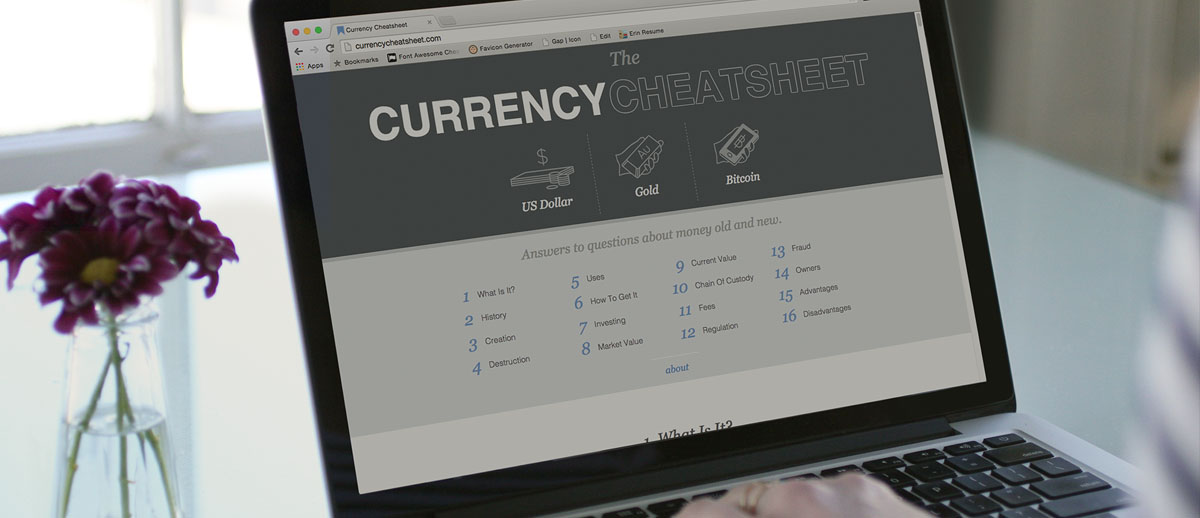 Currency Cheatsheet
currencycheatsheet.com
Apps Bookmarks Font Awesome Favicon Generator Gap | Icon Edit Erin Resume
The
CURRENCYCHEATSHEET
$
Au
US Dollar
Gold
Bitcoin
Answers to questions about money old and new.
1 What Is It?
2 History
3 Creation
4 Destruction
5 Uses
6 How To Get It
7 Investing
8 Market Value
9 Current Value
10 Chain Of Custody
11 Fees
12 Regulation
13 Fraud
14 Owners
15 Advantages
16 Disadvantages
about
1. What Is It?